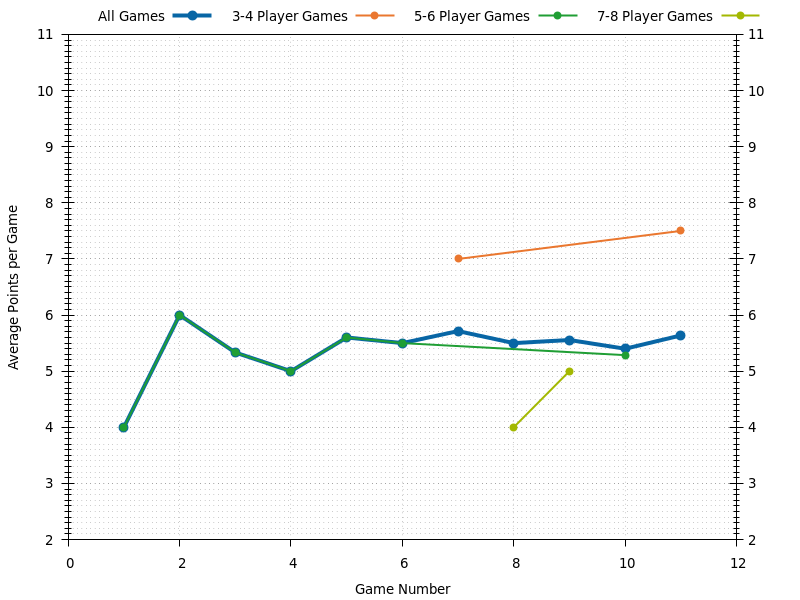 All Games 3-4 Player Games 5-6 Player Games 7-8 Player Games
11 11
10 10
9 9
8 8
7 7
6 6
5 5
4 4
3 3
2 2
0 2 4 6 8 10 12
Average Points per Game
Game Number